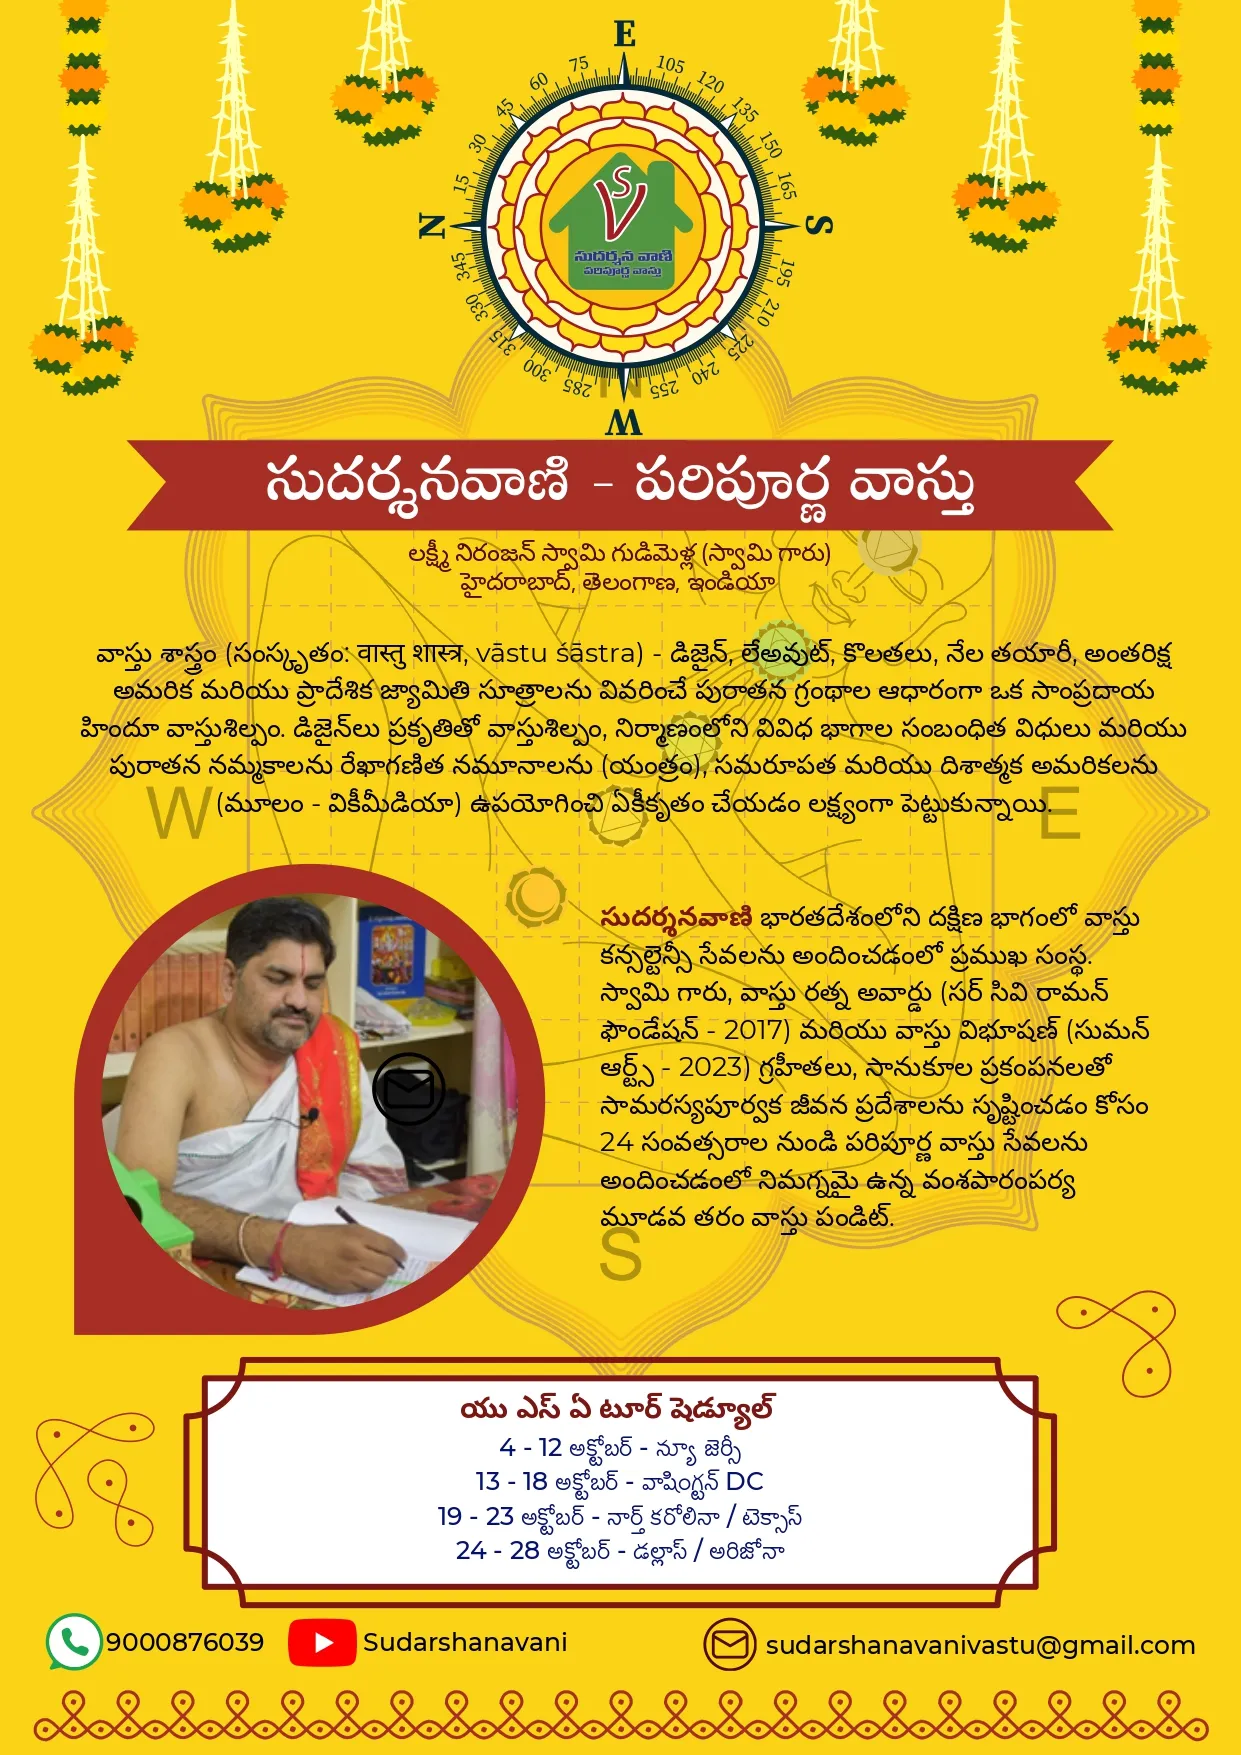 E
75 105
60 120
45 135
30 150
15 165
N S
345 195
330 210
315 225
300 240
285 255
W
SV
సుదర్శన వాణి
పరిపూర్ణ వాస్తు
N
సుదర్శనవాణి - పరిపూర్ణ వాస్తు
లక్ష్మీ నిరంజన్ స్వామి గుడిమెళ్ల (స్వామి గారు)
హైదరాబాద్, తెలంగాణ, ఇండియా
వాస్తు శాస్త్రం (సంస్కృతం: वास्तु शास्त्र, vāstu śāstra) - డిజైన్, లేఅవుట్, కొలతలు, నేల తయారీ, అంతరిక్ష
అమరిక మరియు ప్రాదేశిక జ్యామితి సూత్రాలను వివరించే పురాతన గ్రంథాల ఆధారంగా ఒక సాంప్రదాయ
హిందూ వాస్తుశిల్పం. డిజైన్‌లు ప్రకృతితో వాస్తుశిల్పం, నిర్మాణంలోని వివిధ భాగాల సంబంధిత విధులు మరియు
పురాతన నమ్మకాలను రేఖాగణిత నమూనాలను (యంత్రం), సమరూపత మరియు దిశాత్మక అమరికలను
(మూలం - వికీమీడియా) ఉపయోగించి ఏకీకృతం చేయడం లక్ష్యంగా పెట్టుకున్నాయి.
W E
సుదర్శనవాణి భారతదేశంలోని దక్షిణ భాగంలో వాస్తు
కన్సల్టెన్సీ సేవలను అందించడంలో ప్రముఖ సంస్థ.
స్వామి గారు, వాస్తు రత్న అవార్డు (సర్ సివి రామన్
ఫౌండేషన్ - 2017) మరియు వాస్తు విభూషణ్ (సుమన్
ఆర్ట్స్ - 2023) గ్రహీతలు, సానుకూల ప్రకంపనలతో
సామరస్యపూర్వక జీవన ప్రదేశాలను సృష్టించడం కోసం
24 సంవత్సరాల నుండి పరిపూర్ణ వాస్తు సేవలను
అందించడంలో నిమగ్నమై ఉన్న వంశపారంపర్య
మూడవ తరం వాస్తు పండిట్.
S
యు ఎస్ ఏ టూర్ షెడ్యూల్
4 - 12 అక్టోబర్ - న్యూ జెర్సీ
13 - 18 అక్టోబర్ - వాషింగ్టన్ DC
19 - 23 అక్టోబర్ - నార్త్ కరోలినా / టెక్సాస్
24 - 28 అక్టోబర్ - డల్లాస్ / అరిజోనా
9000876039 Sudarshanavani sudarshanavanivastu@gmail.com